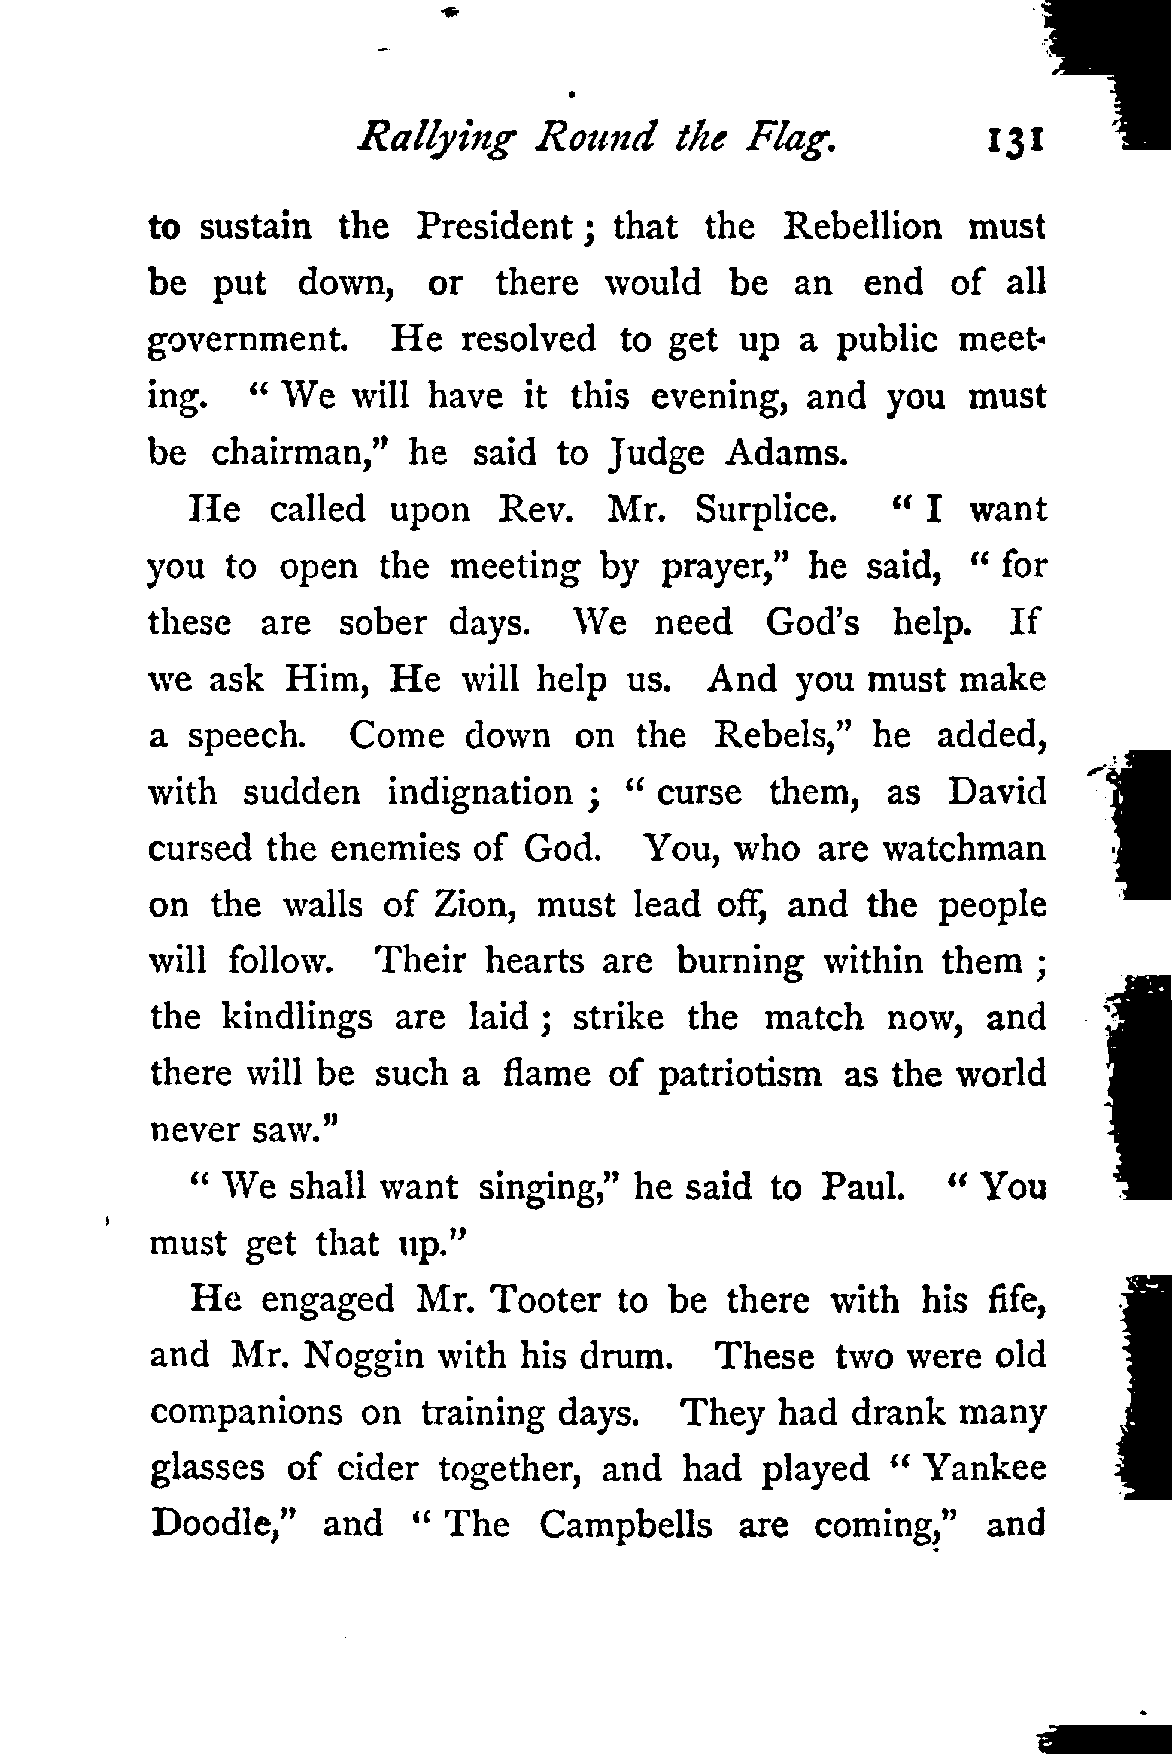 Rallying Round the Flag. 131
to sustain the President ; that the Rebellion must
be put down, or there would be an end of all
government. He resolved to get up a public meet-
ing. “ We will have it this evening, and you must
be chairman,” he said to Judge Adams.
He called upon Rev. Mr. Surplice. “ I want
you to open the meeting by prayer,” he said, “ for
these are sober days. We need God's help. If
we ask Him, He will help us. And you must make
a speech. Come down on the Rebels,” he added,
with sudden indignation ; “ curse them, as David
cursed the enemies of God. You, who are watchman
on the walls of Zion, must lead off, and the people
will follow. Their hearts are burning within them ;
the kindlings are laid ; strike the match now, and
there will be such a flame of patriotism as the world
never saw.”
“ We shall want singing,” he said to Paul. “ You
must get that up.”
He engaged Mr. Tooter to be there with his fife,
and Mr. Noggin with his drum. These two were old
companions on training days. They had drank many
glasses of cider together, and had played “ Yankee
Doodle,” and “ The Campbells are coming,” and